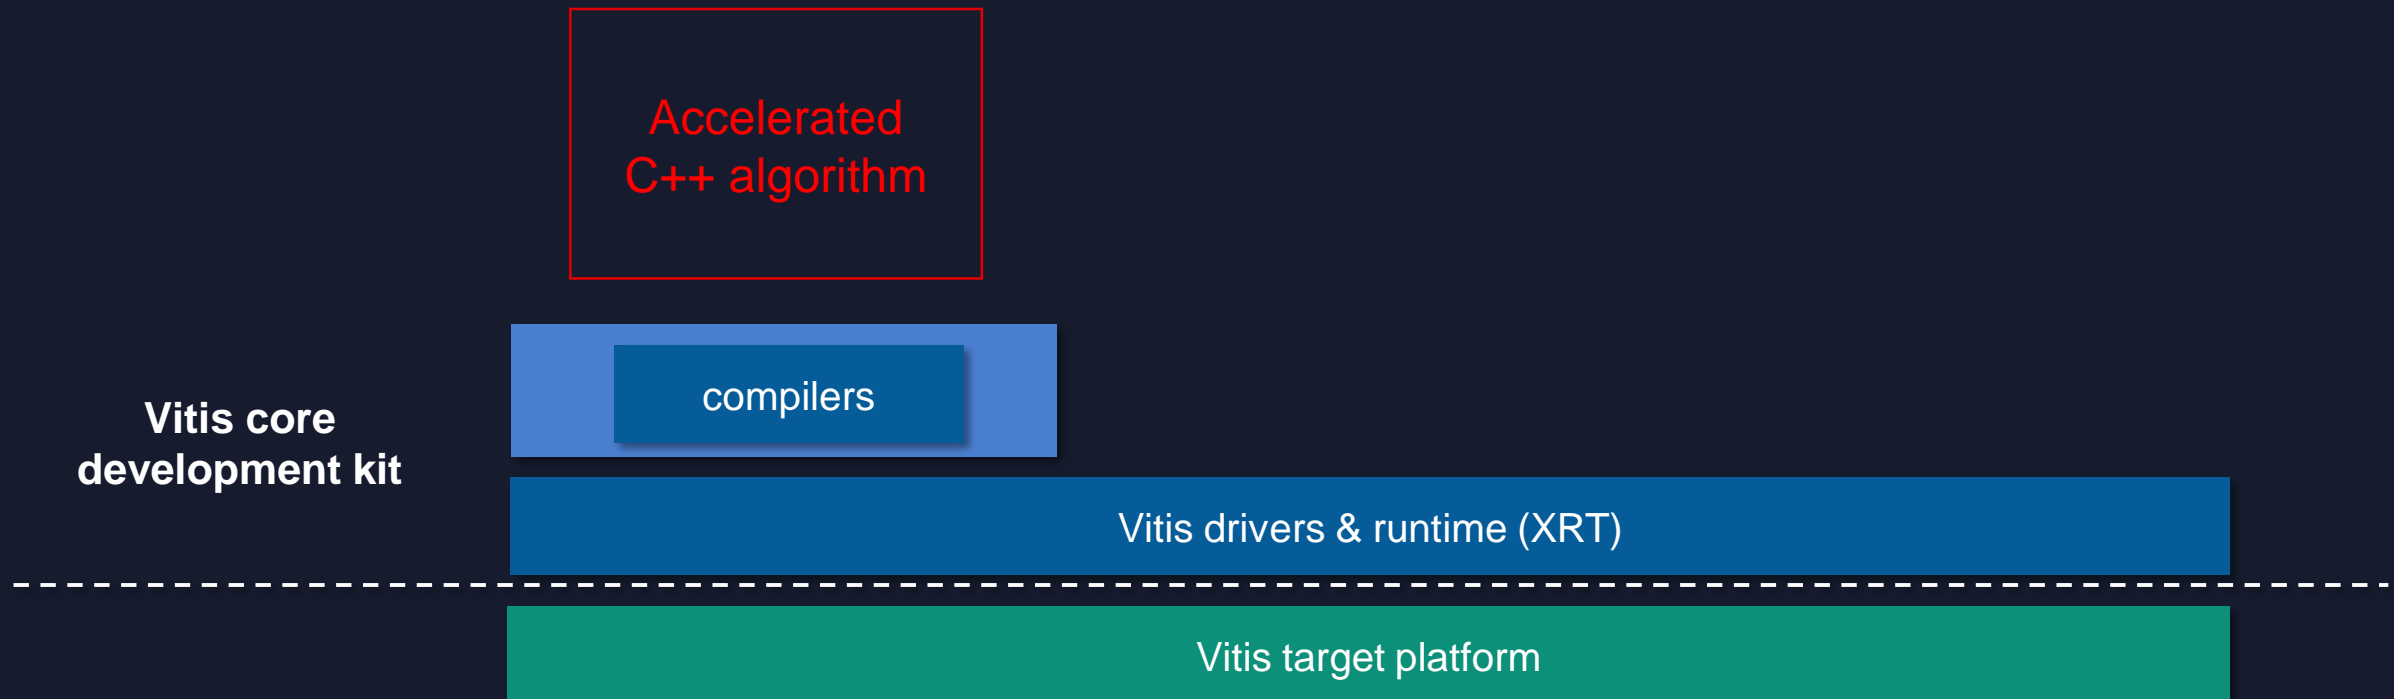 Accelerated
C++ algorithm
compilers
Vitis core
development kit
Vitis drivers & runtime (XRT)
Vitis target platform